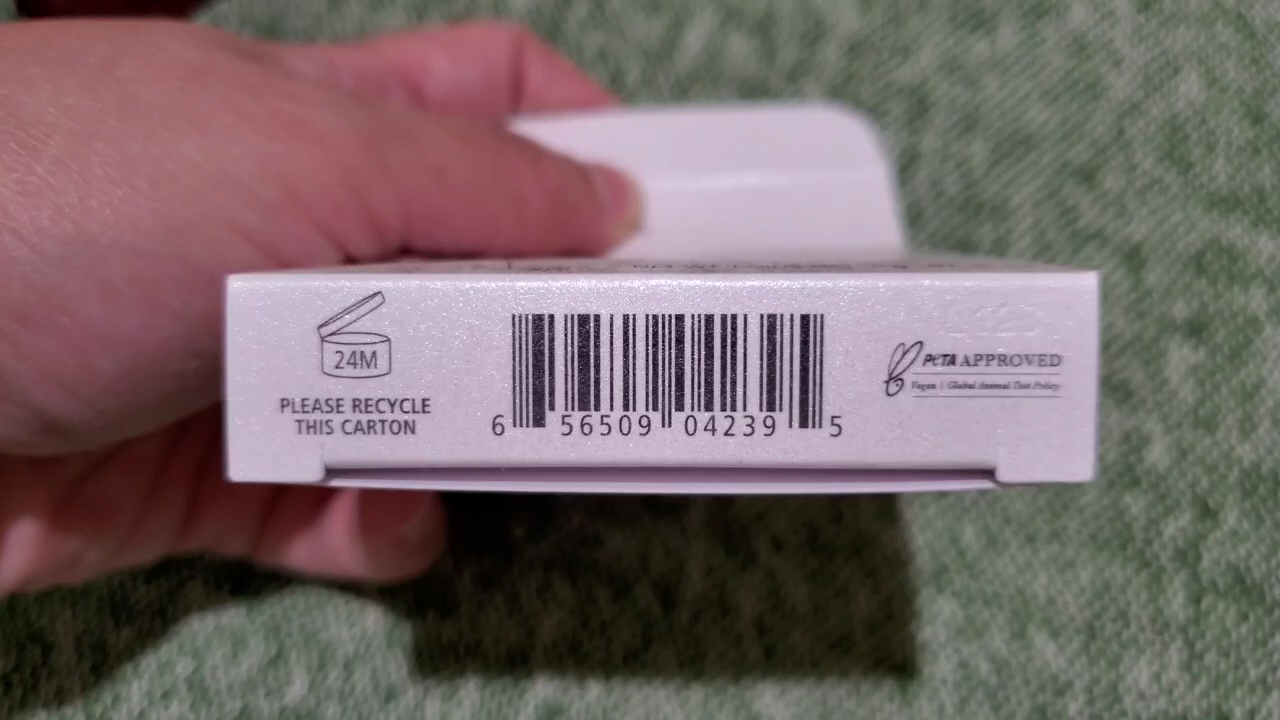 24M
PLEASE RECYCLE
THIS CARTON
6 56509 04239 5
PETA APPROVED
Vegan | Global Animal Test Policy